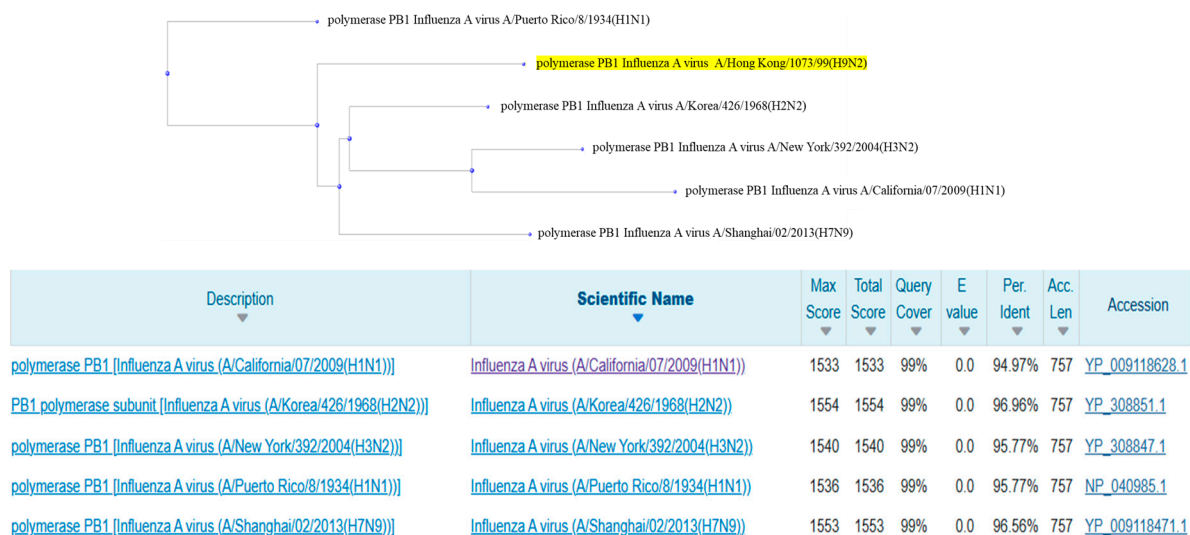 polymerase PB1 Influenza A virus A/Puerto Rico/8/1934(H1N1)
polymerase PB1 Influenza A virus A/Hong Kong/1073/99(H9N2)
polymerase PB1 Influenza A virus A/Korea/426/1968(H2N2)
polymerase PB1 Influenza A virus A/New York/392/2004(H3N2)
polymerase PB1 Influenza A virus A/California/07/2009(H1N1)
polymerase PB1 Influenza A virus A/Shanghai/02/2013(H7N9)
Description Scientific Name Max Score Total Score Query Cover E value Per. Ident Acc. Len Accession
polymerase PB1 [Influenza A virus (A/California/07/2009(H1N1))] Influenza A virus (A/California/07/2009(H1N1)) 1533 1533 99% 0.0 94.97% 757 YP_009118628.1
PB1 polymerase subunit [Influenza A virus (A/Korea/426/1968(H2N2))] Influenza A virus (A/Korea/426/1968(H2N2)) 1554 1554 99% 0.0 96.96% 757 YP_308851.1
polymerase PB1 [Influenza A virus (A/New York/392/2004(H3N2))] Influenza A virus (A/New York/392/2004(H3N2)) 1540 1540 99% 0.0 95.77% 757 YP_308847.1
polymerase PB1 [Influenza A virus (A/Puerto Rico/8/1934(H1N1))] Influenza A virus (A/Puerto Rico/8/1934(H1N1)) 1536 1536 99% 0.0 95.77% 757 NP_040985.1
polymerase PB1 [Influenza A virus (A/Shanghai/02/2013(H7N9))] Influenza A virus (A/Shanghai/02/2013(H7N9)) 1553 1553 99% 0.0 96.56% 757 YP_009118471.1